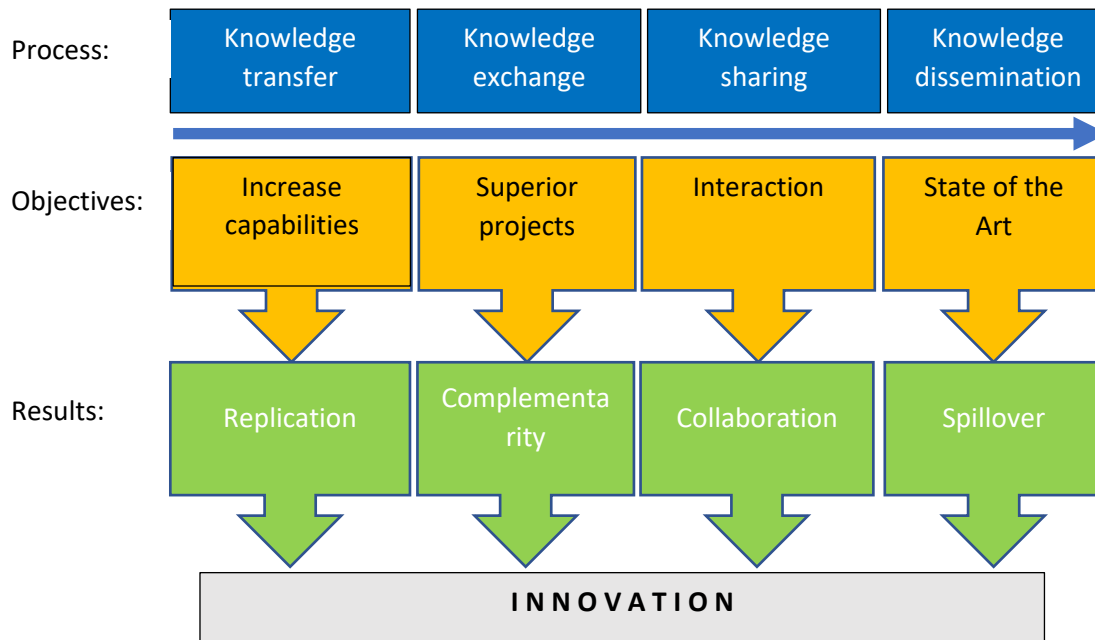 Process:
Knowledge
transfer
Knowledge
exchange
Knowledge
sharing
Knowledge
dissemination
Objectives:
Increase
capabilities
Superior
projects
Interaction
State of the
Art
Results:
Replication
Complementa
rity
Collaboration
Spillover
INNOVATION